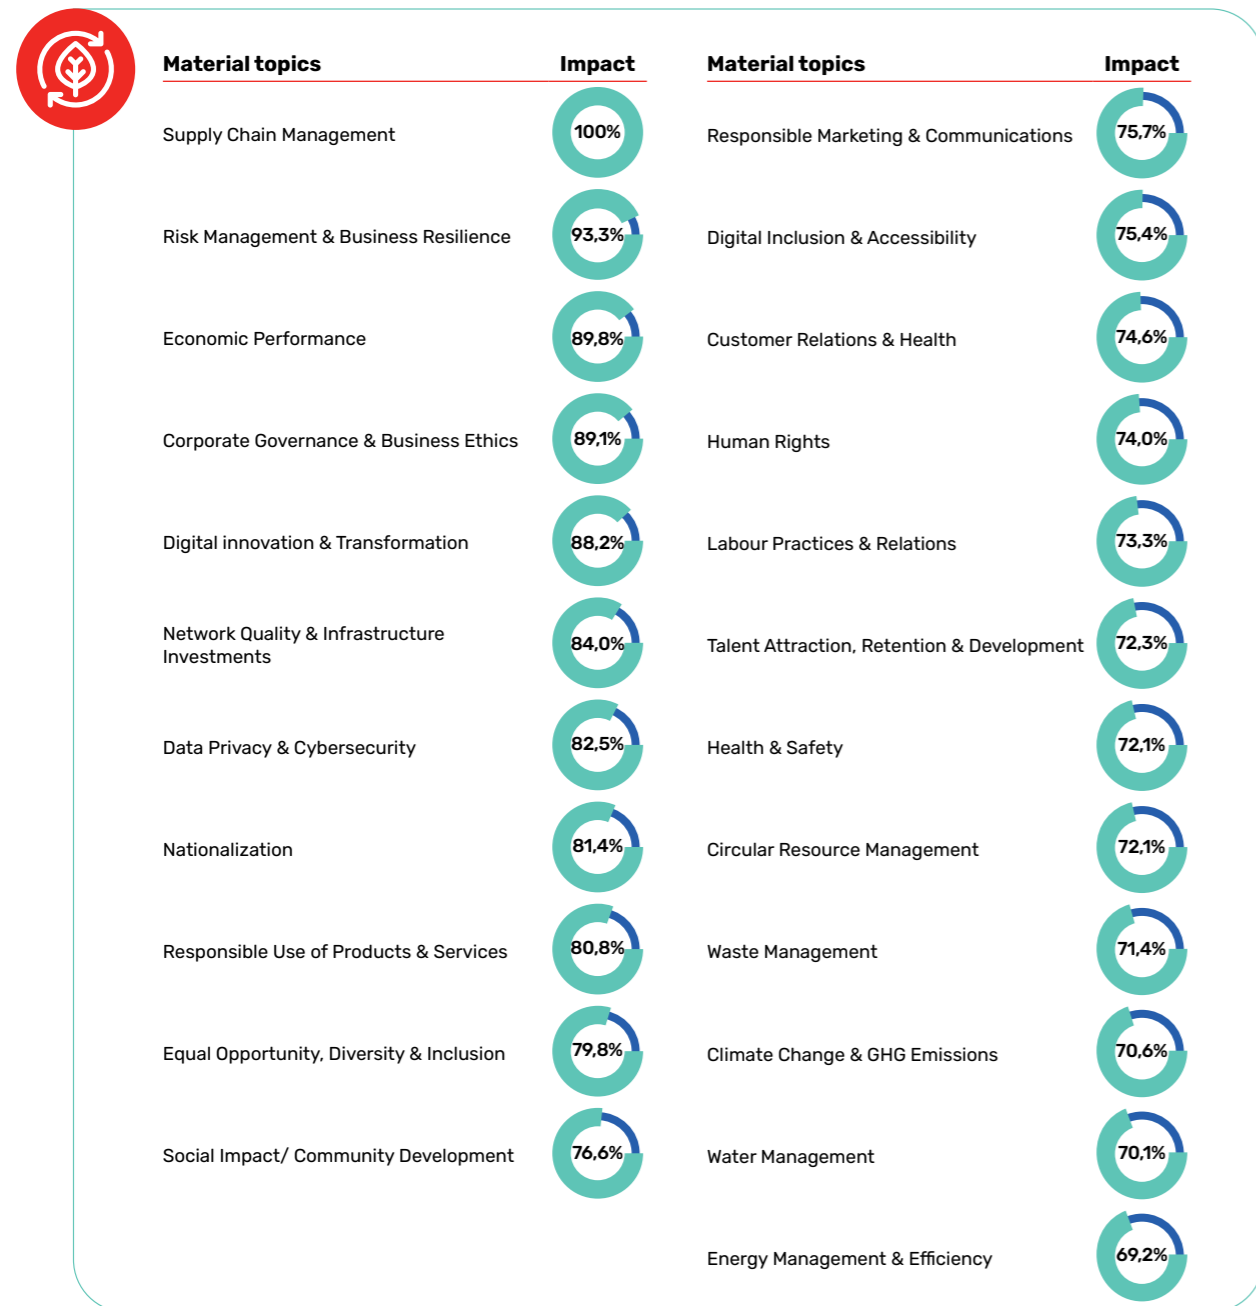 Material topics Impact
Supply Chain Management 100%
Risk Management & Business Resilience 93,3%
Economic Performance 89,8%
Corporate Governance & Business Ethics 89,1%
Digital innovation & Transformation 88,2%
Network Quality & Infrastructure
Investments 84,0%
Data Privacy & Cybersecurity 82,5%
Nationalization 81,4%
Responsible Use of Products & Services 80,8%
Equal Opportunity, Diversity & Inclusion 79,8%
Social Impact/ Community Development 76,6%
Material topics Impact
Responsible Marketing & Communications 75,7%
Digital Inclusion & Accessibility 75,4%
Customer Relations & Health 74,6%
Human Rights 74,0%
Labour Practices & Relations 73,3%
Talent Attraction, Retention & Development 72,3%
Health & Safety 72,1%
Circular Resource Management 72,1%
Waste Management 71,4%
Climate Change & GHG Emissions 70,6%
Water Management 70,1%
Energy Management & Efficiency 69,2%